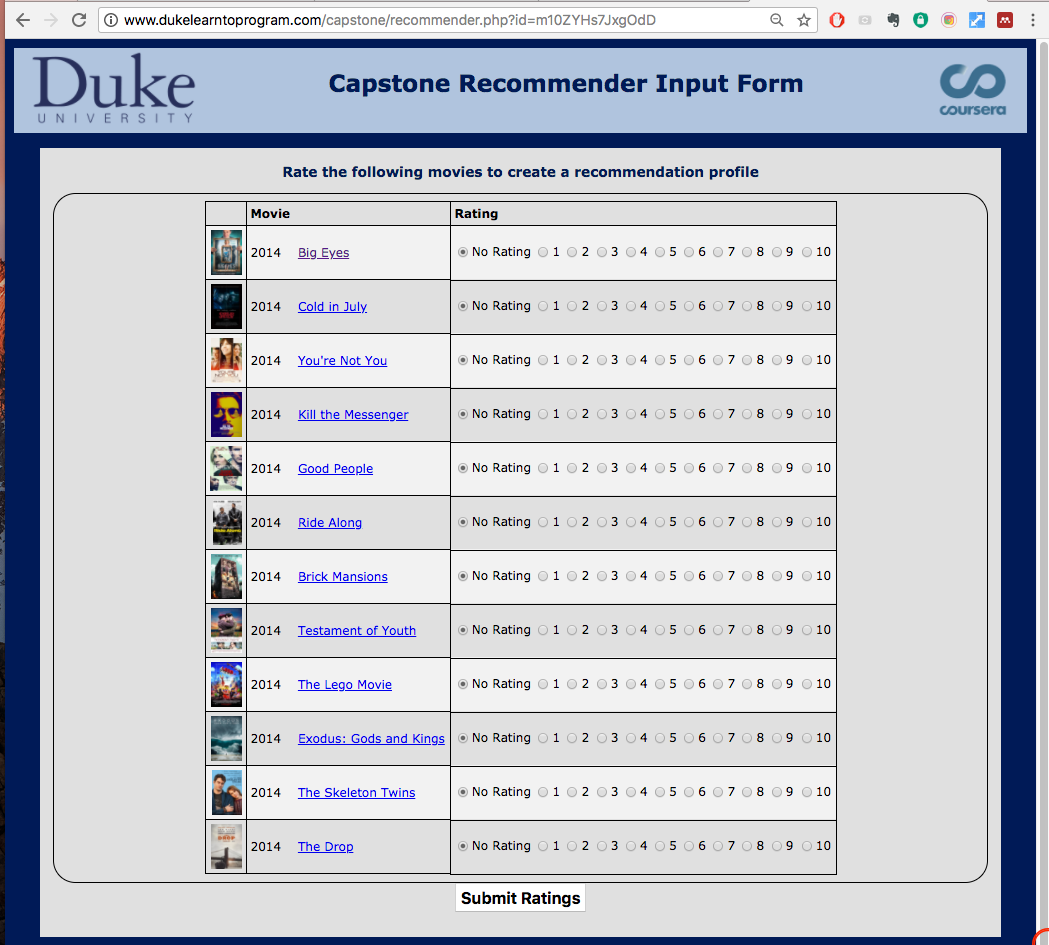 www.dukelearntoprogram.com/capstone/recommender.php?id=m10ZYHs7JxgOdD
Duke
UNIVERSITY
Capstone Recommender Input Form
coursera
Rate the following movies to create a recommendation profile
Movie Rating
2014 Big Eyes No Rating 1 2 3 4 5 6 7 8 9 10
2014 Cold in July No Rating 1 2 3 4 5 6 7 8 9 10
2014 You're Not You No Rating 1 2 3 4 5 6 7 8 9 10
2014 Kill the Messenger No Rating 1 2 3 4 5 6 7 8 9 10
2014 Good People No Rating 1 2 3 4 5 6 7 8 9 10
2014 Ride Along No Rating 1 2 3 4 5 6 7 8 9 10
2014 Brick Mansions No Rating 1 2 3 4 5 6 7 8 9 10
2014 Testament of Youth No Rating 1 2 3 4 5 6 7 8 9 10
2014 The Lego Movie No Rating 1 2 3 4 5 6 7 8 9 10
2014 Exodus: Gods and Kings No Rating 1 2 3 4 5 6 7 8 9 10
2014 The Skeleton Twins No Rating 1 2 3 4 5 6 7 8 9 10
2014 The Drop No Rating 1 2 3 4 5 6 7 8 9 10
Submit Ratings